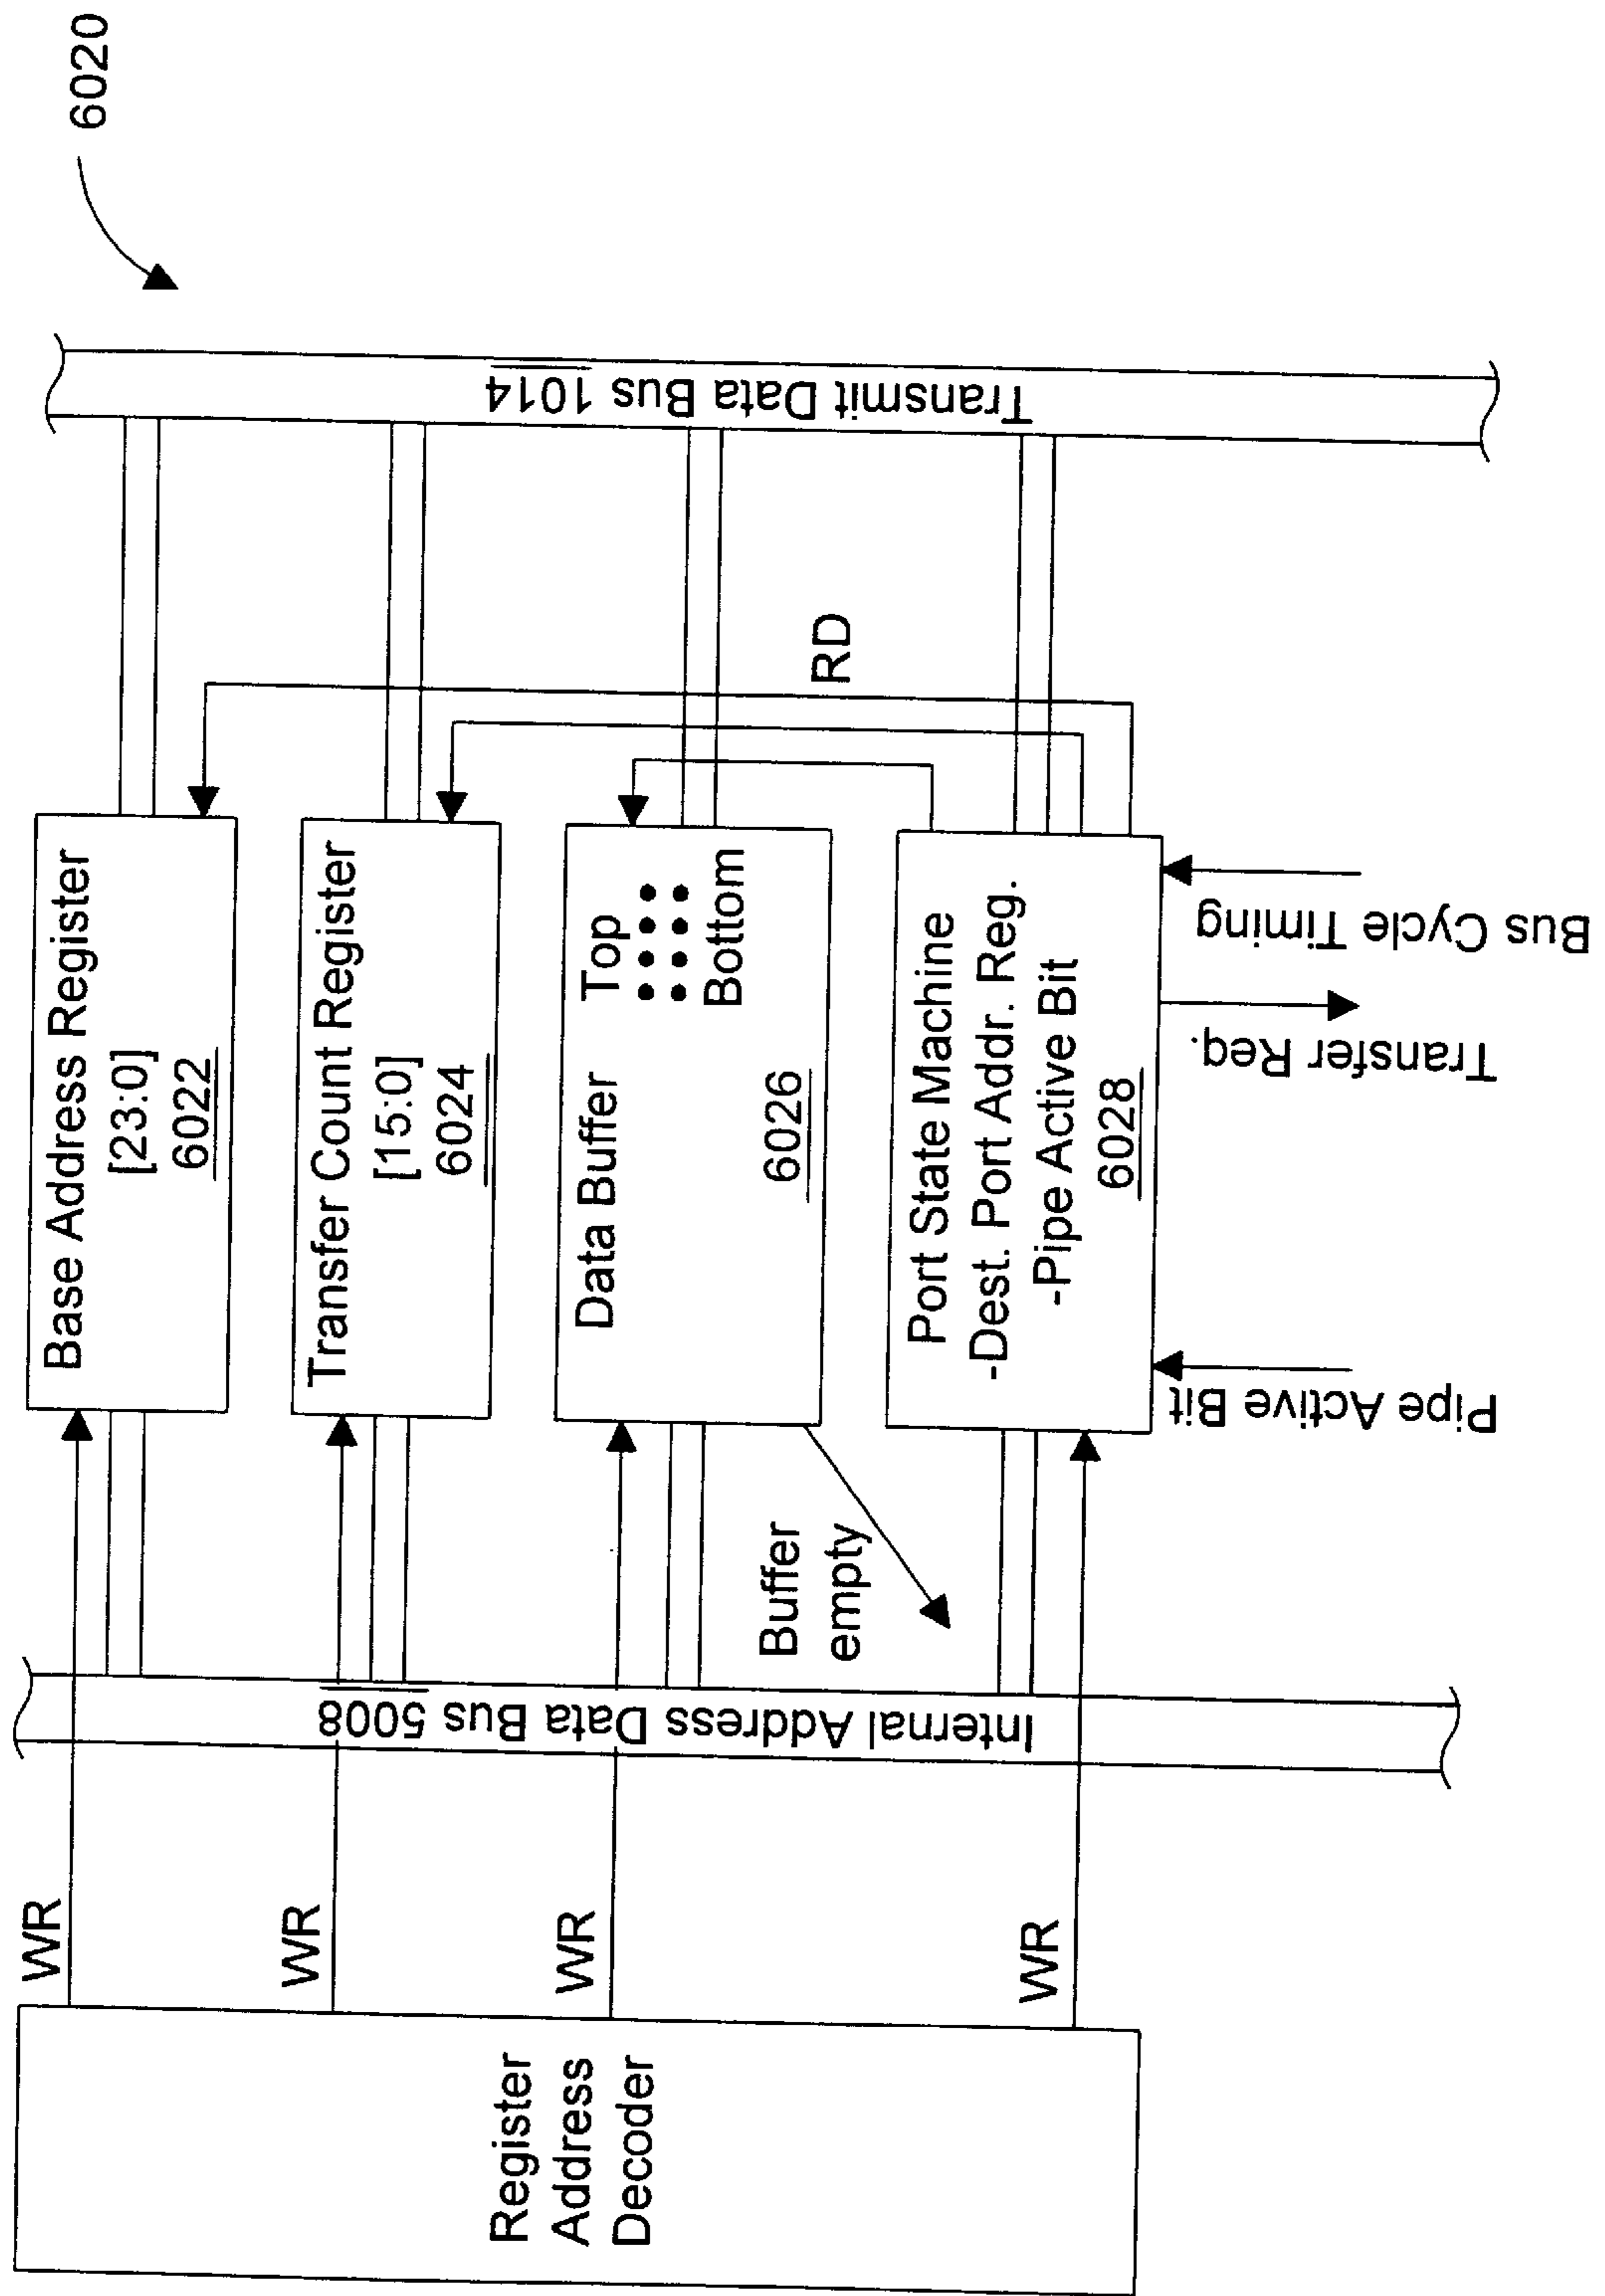 6020
Register
Address
Decoder
WR
WR
WR
WR
Internal Address Data Bus 5008
Base Address Register
[23:0]
6022
Transfer Count Register
[15:0]
6024
Data Buffer
Top
Bottom
6026
Buffer
empty
Port State Machine
-Dest. Port Addr. Reg.
-Pipe Active Bit
6028
RD
Transmit Data Bus 1014
Pipe Active Bit
Transfer Req.
Bus Cycle Timing